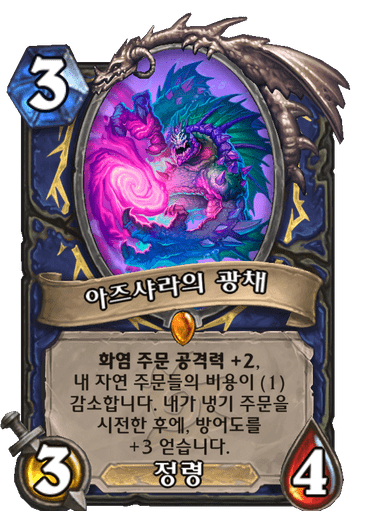 3
아즈샤라의 광채
화염 주문 공격력 +2,
내 자연 주문들의 비용이 (1)
감소합니다. 내가 냉기 주문을
시전한 후에, 방어도를
+3 얻습니다.
3
정령
4